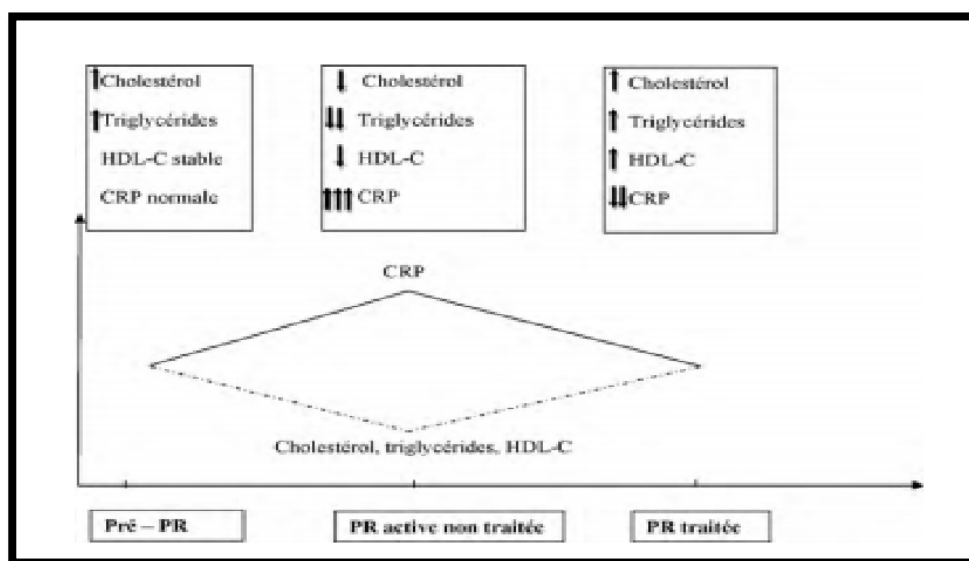 ↑Cholestérol
↑Triglycérides
HDL-C stable
CRP normale
↓ Cholestérol
↓↓ Triglycérides
↓ HDL-C
↑↑↑ CRP
↑ Cholestérol
↑ Triglycérides
↑ HDL-C
↓↓CRP
CRP
Cholestérol, triglycérides, HDL-C
Pré – PR
PR active non traitée
PR traitée